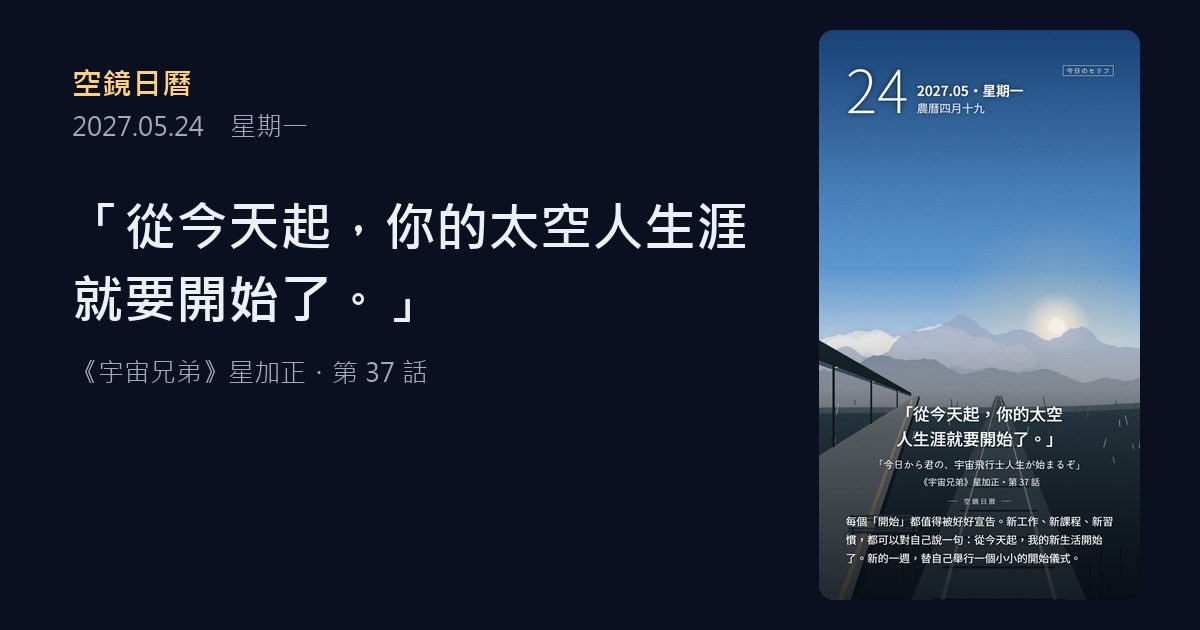 空鏡日曆
2027.05.24 星期一
「從今天起，你的太空人生涯
就要開始了。」
《宇宙兄弟》星加正・第 37 話
24
2027.05・星期一
農曆四月十九
今日のセリフ
「從今天起，你的太空
人生涯就要開始了。」
「今日から君の、宇宙飛行士人生が始まるぞ」
《宇宙兄弟》星加正・第 37 話
— 空鏡日曆 —
每個「開始」都值得被好好宣告。新工作、新課程、新習
慣，都可以對自己說一句：從今天起，我的新生活開始
了。新的一週，替自己舉行一個小小的開始儀式。